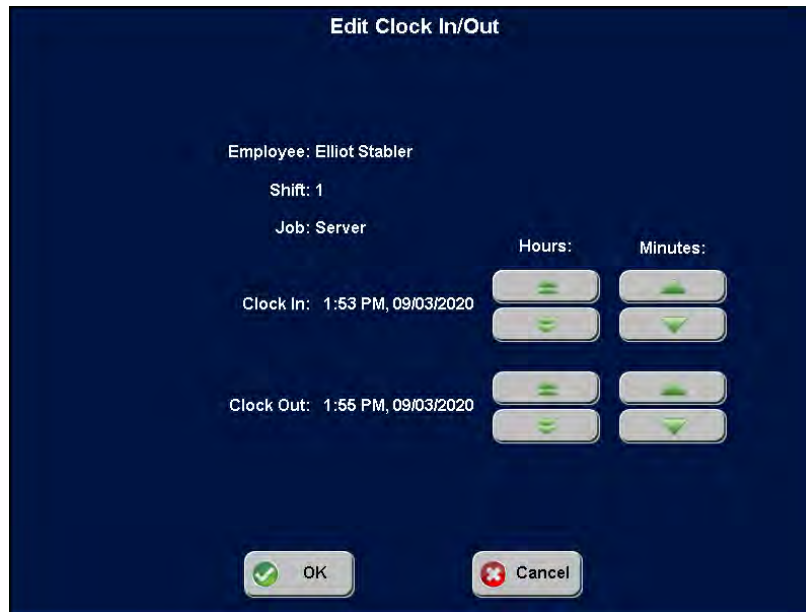 Edit Clock In/Out
Employee: Elliot Stabler
Shift: 1
Job: Server
Hours: Minutes:
Clock In: 1:53 PM, 09/03/2020
Clock Out: 1:55 PM, 09/03/2020
OK Cancel